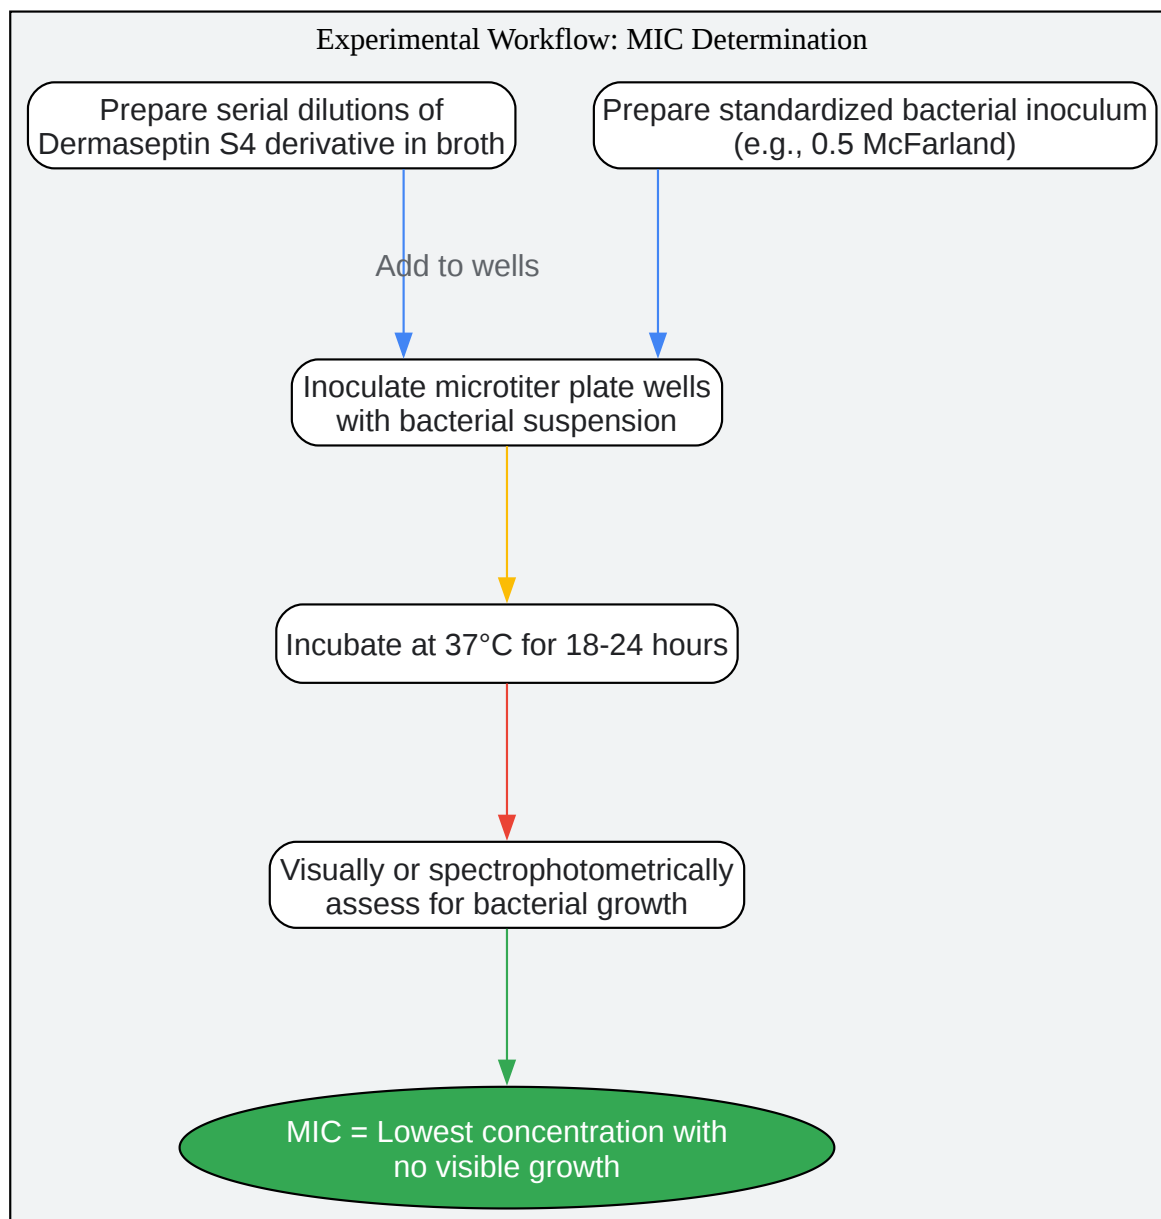 Experimental Workflow: MIC Determination
Prepare serial dilutions of
Dermaseptin S4 derivative in broth
Prepare standardized bacterial inoculum
(e.g., 0.5 McFarland)
Add to wells
Inoculate microtiter plate wells
with bacterial suspension
Incubate at 37°C for 18-24 hours
Visually or spectrophotometrically
assess for bacterial growth
MIC = Lowest concentration with
no visible growth